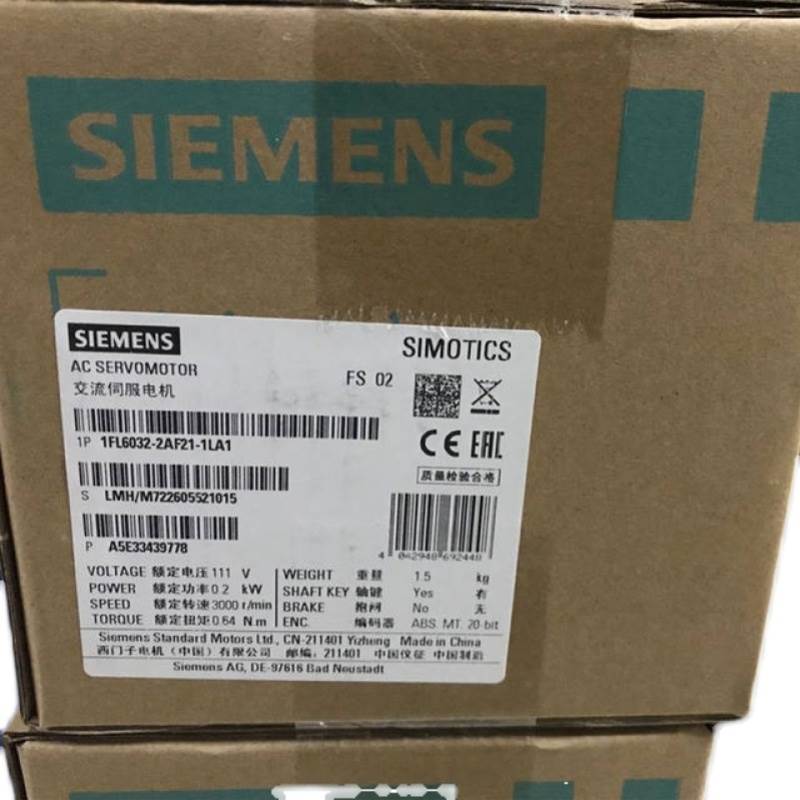 SIEMENS
SIEMENS
SIMOTICS
AC SERVOMOTOR
FS 02
交流伺服电机
1P 1FL6032-2AF21-1LA1
S LMH/M722605521015
质量检验合格
P A5E33439778
4 042948 692448
VOLTAGE 额定电压 111 V
WEIGHT 重量 1.5 kg
POWER 额定功率 0.2 kW
SHAFT KEY 轴键 Yes 有
SPEED 额定转速 3000 r/min
BRAKE 抱闸 No 无
TORQUE 额定扭矩 0.64 N.m
ENC. 编码器 ABS. MT. 20-bit
Siemens Standard Motors Ltd., CN-211401 Yizheng Made in China
西门子电机（中国）有限公司 邮编：211401 中国仪征 中国制造
Siemens AG, DE-97616 Bad Neustadt